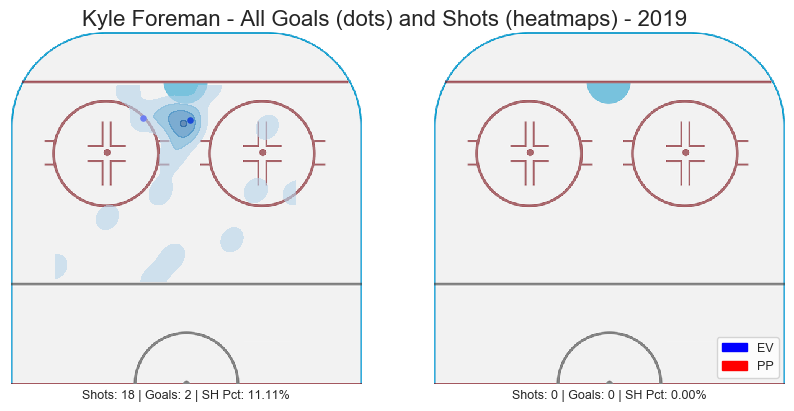 Kyle Foreman - All Goals (dots) and Shots (heatmaps) - 2019
EV
PP
Shots: 18 | Goals: 2 | SH Pct: 11.11%
Shots: 0 | Goals: 0 | SH Pct: 0.00%